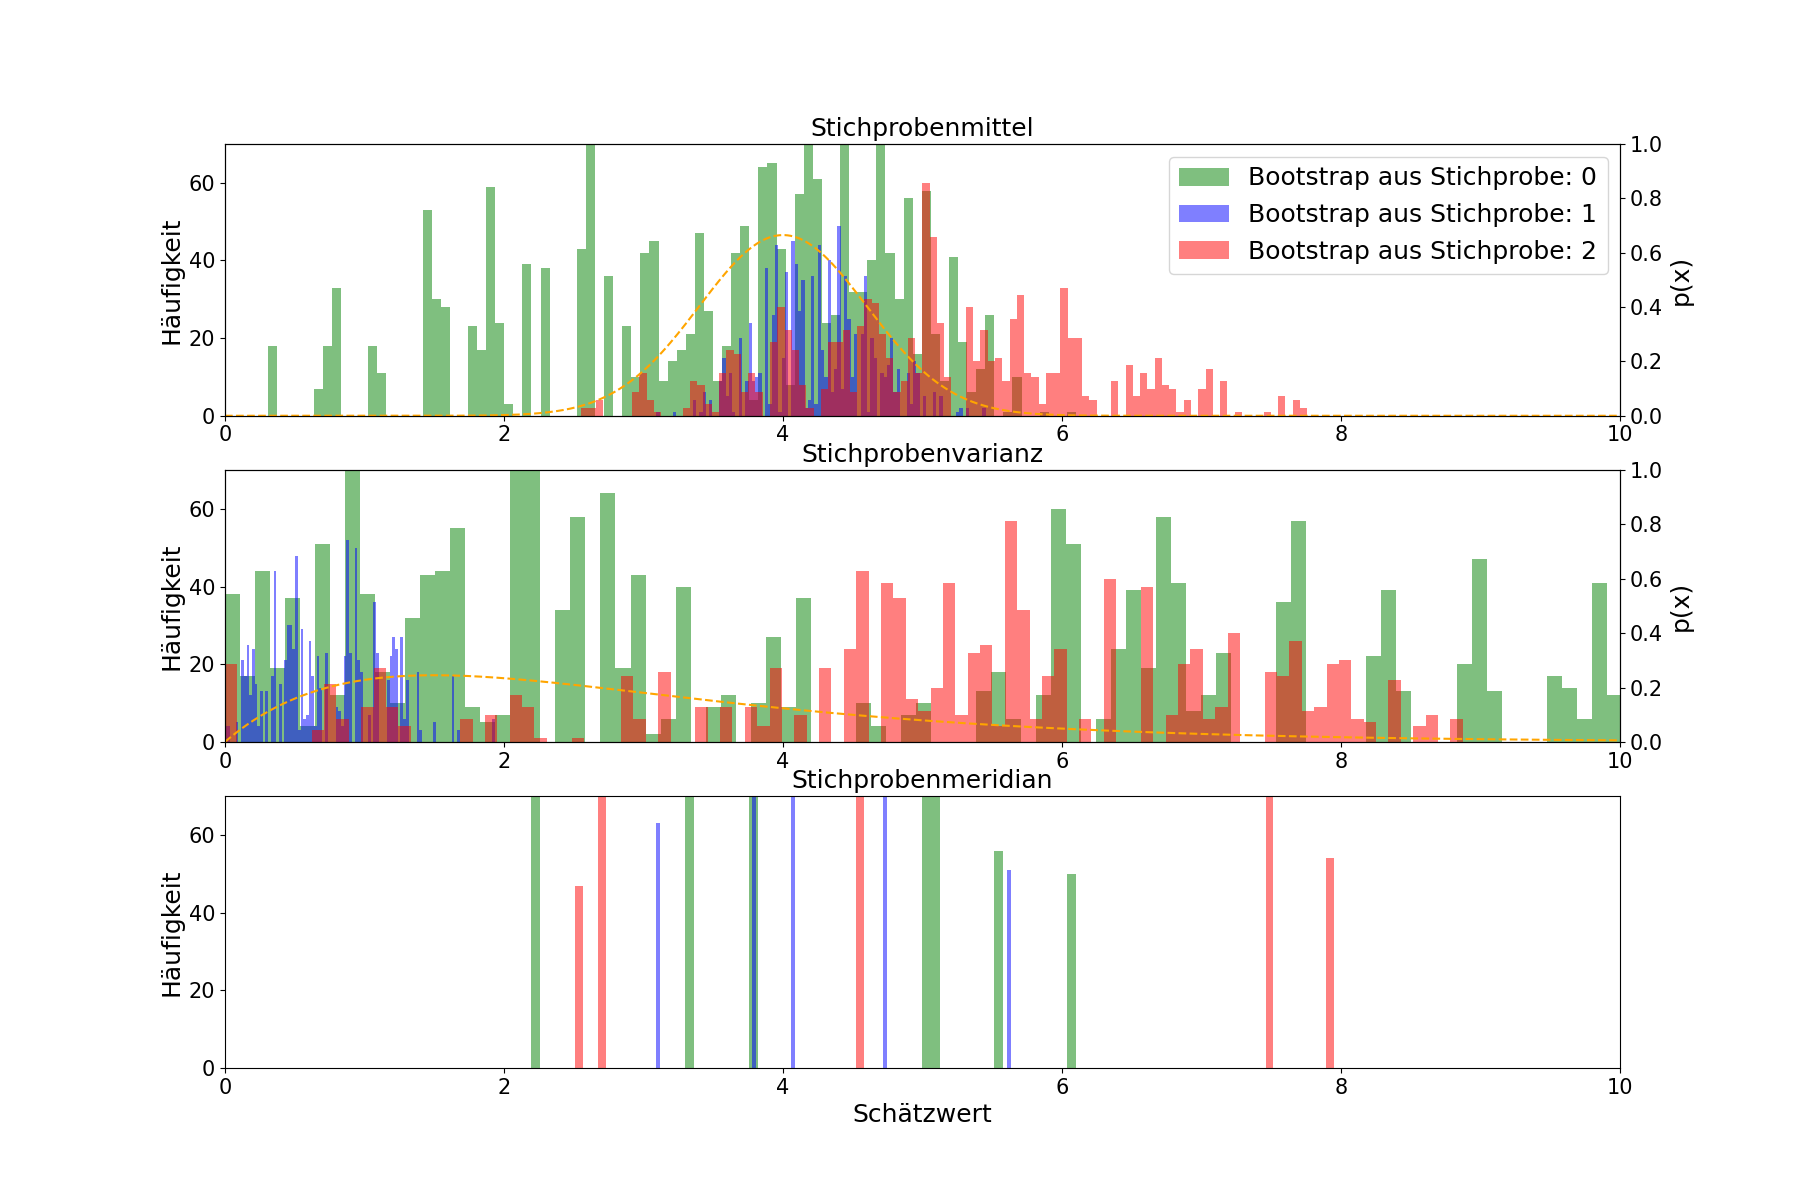 Stichprobenmittel
Häufigkeit
60
40
20
0
1.0
0.8
0.6
0.4
0.2
0.0
p(x)
Bootstrap aus Stichprobe: 0
Bootstrap aus Stichprobe: 1
Bootstrap aus Stichprobe: 2
0 2 4 6 8 10
Stichprobenvarianz
Häufigkeit
60
40
20
0
1.0
0.8
0.6
0.4
0.2
0.0
p(x)
0 2 4 6 8 10
Stichprobenmeridian
Häufigkeit
60
40
20
0
0 2 4 6 8 10
Schätzwert